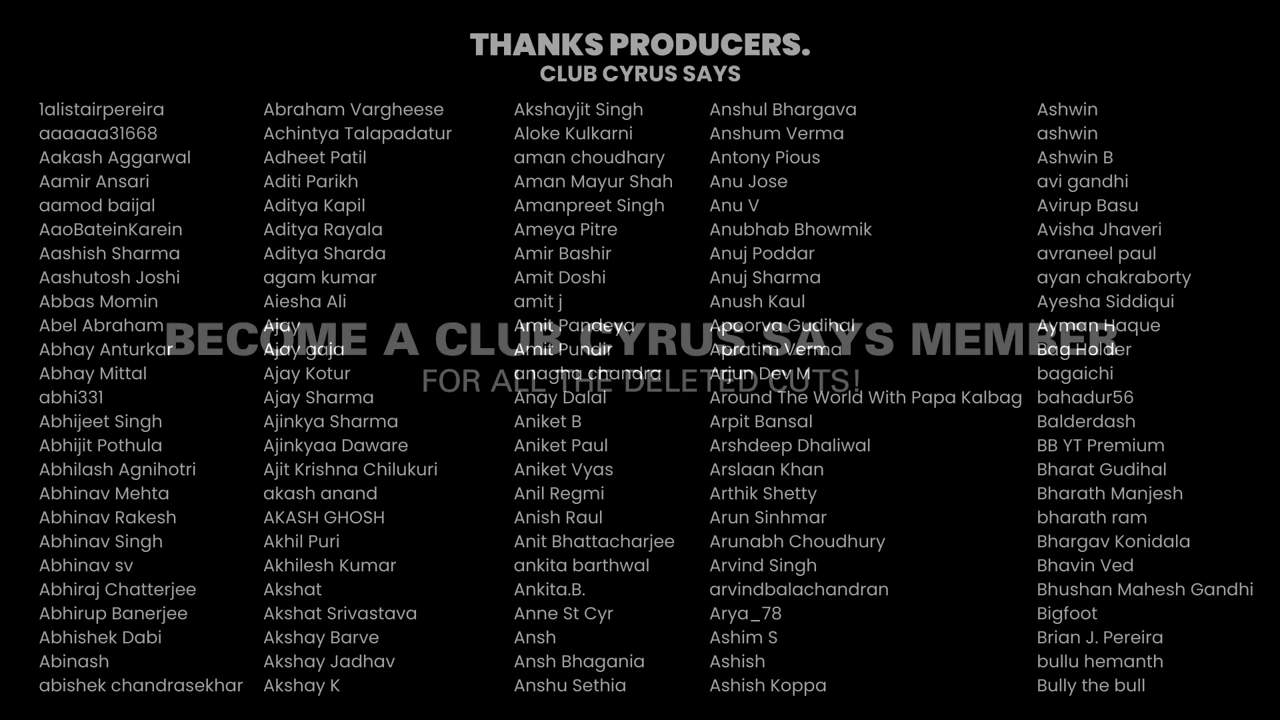 THANKS PRODUCERS.
CLUB CYRUS SAYS
1alistairpereira
aaaaaa31668
Aakash Aggarwal
Aamir Ansari
aamod baijal
AaoBateinKarein
Aashish Sharma
Aashutosh Joshi
Abbas Momin
Abel Abraham
Abhay Anturkar
Abhay Mittal
abhi331
Abhijeet Singh
Abhijit Pothula
Abhilash Agnihotri
Abhinav Mehta
Abhinav Rakesh
Abhinav Singh
Abhinav sv
Abhiraj Chatterjee
Abhirup Banerjee
Abhishek Dabi
Abinash
abishek chandrasekhar
Abraham Vargheese
Achintya Talapadatur
Adheet Patil
Aditi Parikh
Aditya Kapil
Aditya Rayala
Aditya Sharda
agam kumar
Aiesha Ali
Ajay
Ajay gaja
Ajay Kotur
Ajay Sharma
Ajinkya Sharma
Ajinkyaa Daware
Ajit Krishna Chilukuri
akash anand
AKASH GHOSH
Akhil Puri
Akhilesh Kumar
Akshat
Akshat Srivastava
Akshay Barve
Akshay Jadhav
Akshay K
Akshayjit Singh
Aloke Kulkarni
aman choudhary
Aman Mayur Shah
Amanpreet Singh
Ameya Pitre
Amir Bashir
Amit Doshi
amit j
Amit Pandeya
Amit Pundir
anagha chandra
Anay Dalal
Aniket B
Aniket Paul
Aniket Vyas
Anil Regmi
Anish Raul
Anit Bhattacharjee
ankita barthwal
Ankita.B.
Anne St Cyr
Ansh
Ansh Bhagania
Anshu Sethia
Anshul Bhargava
Anshum Verma
Antony Pious
Anu Jose
Anu V
Anubhab Bhowmik
Anuj Poddar
Anuj Sharma
Anush Kaul
Apoorva Gudihal
Apratim Verma
Arjun Dev M
Around The World With Papa Kalbag
Arpit Bansal
Arshdeep Dhaliwal
Arslaan Khan
Arthik Shetty
Arun Sinhmar
Arunabh Choudhury
Arvind Singh
arvindbalachandran
Arya_78
Ashim S
Ashish
Ashish Koppa
Ashwin
ashwin
Ashwin B
avi gandhi
Avirup Basu
Avisha Jhaveri
avraneel paul
ayan chakraborty
Ayesha Siddiqui
Ayman Haque
Bag Holder
bagaichi
bahadur56
Balderdash
BB YT Premium
Bharat Gudihal
Bharath Manjesh
bharath ram
Bhargav Konidala
Bhavin Ved
Bhushan Mahesh Gandhi
Bigfoot
Brian J. Pereira
bullu hemanth
Bully the bull
BECOME A CLUB CYRUS SAYS MEMBER
FOR ALL THE DELETED CUTS!